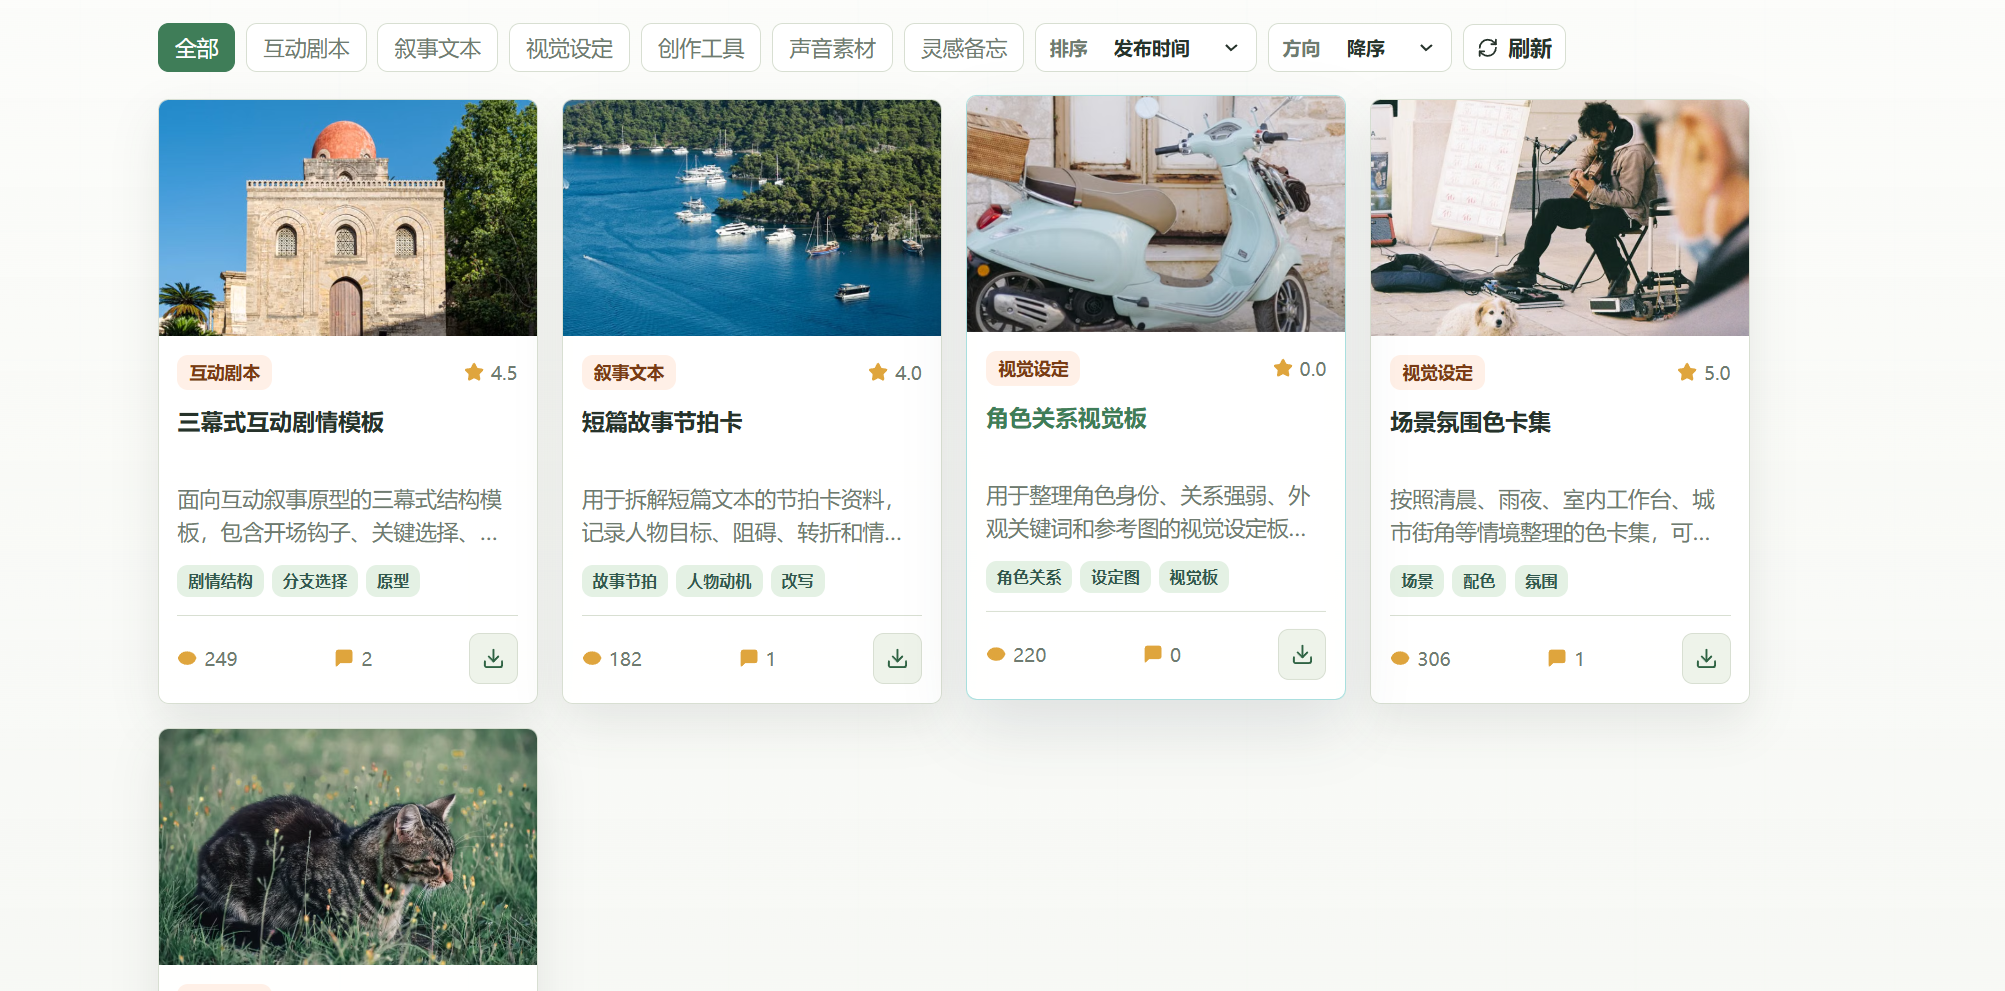 全部 互动剧本 叙事文本 视觉设定 创作工具 声音素材 灵感备忘 排序 发布时间 方向 降序 刷新
互动剧本 4.5
三幕式互动剧情模板
面向互动叙事原型的三幕式结构模
板，包含开场钩子、关键选择、...
剧情结构 分支选择 原型
249 2
叙事文本 4.0
短篇故事节拍卡
用于拆解短篇文本的节拍卡资料，
记录人物目标、阻碍、转折和情...
故事节拍 人物动机 改写
182 1
视觉设定 0.0
角色关系视觉板
用于整理角色身份、关系强弱、外
观关键词和参考图的视觉设定板...
角色关系 设定图 视觉板
220 0
视觉设定 5.0
场景氛围色卡集
按照清晨、雨夜、室内工作台、城
市街角等情境整理的色卡集，可...
场景 配色 氛围
306 1